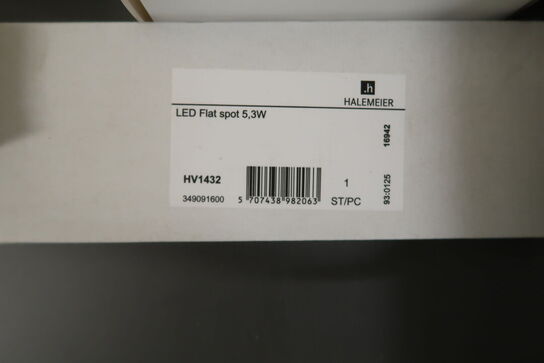 .h
HALEMEIER
LED Flat spot 5,3W
16942
HV1432
349091600
5 707438 982063
1
ST/PC
93:0125